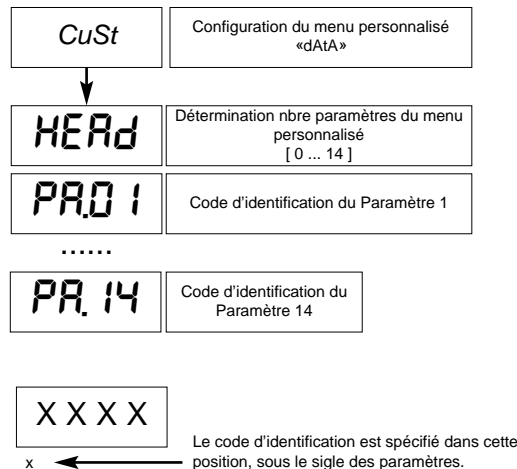 CuSt
Configuration du menu personnalisé
«dAtA»
HEAd
Détermination nbre paramètres du menu
personnalisé
[ 0 ... 14 ]
PA.01
Code d'identification du Paramètre 1
......
PA. 14
Code d'identification du
Paramètre 14
X X X X
x
Le code d'identification est spécifié dans cette
position, sous le sigle des paramètres.